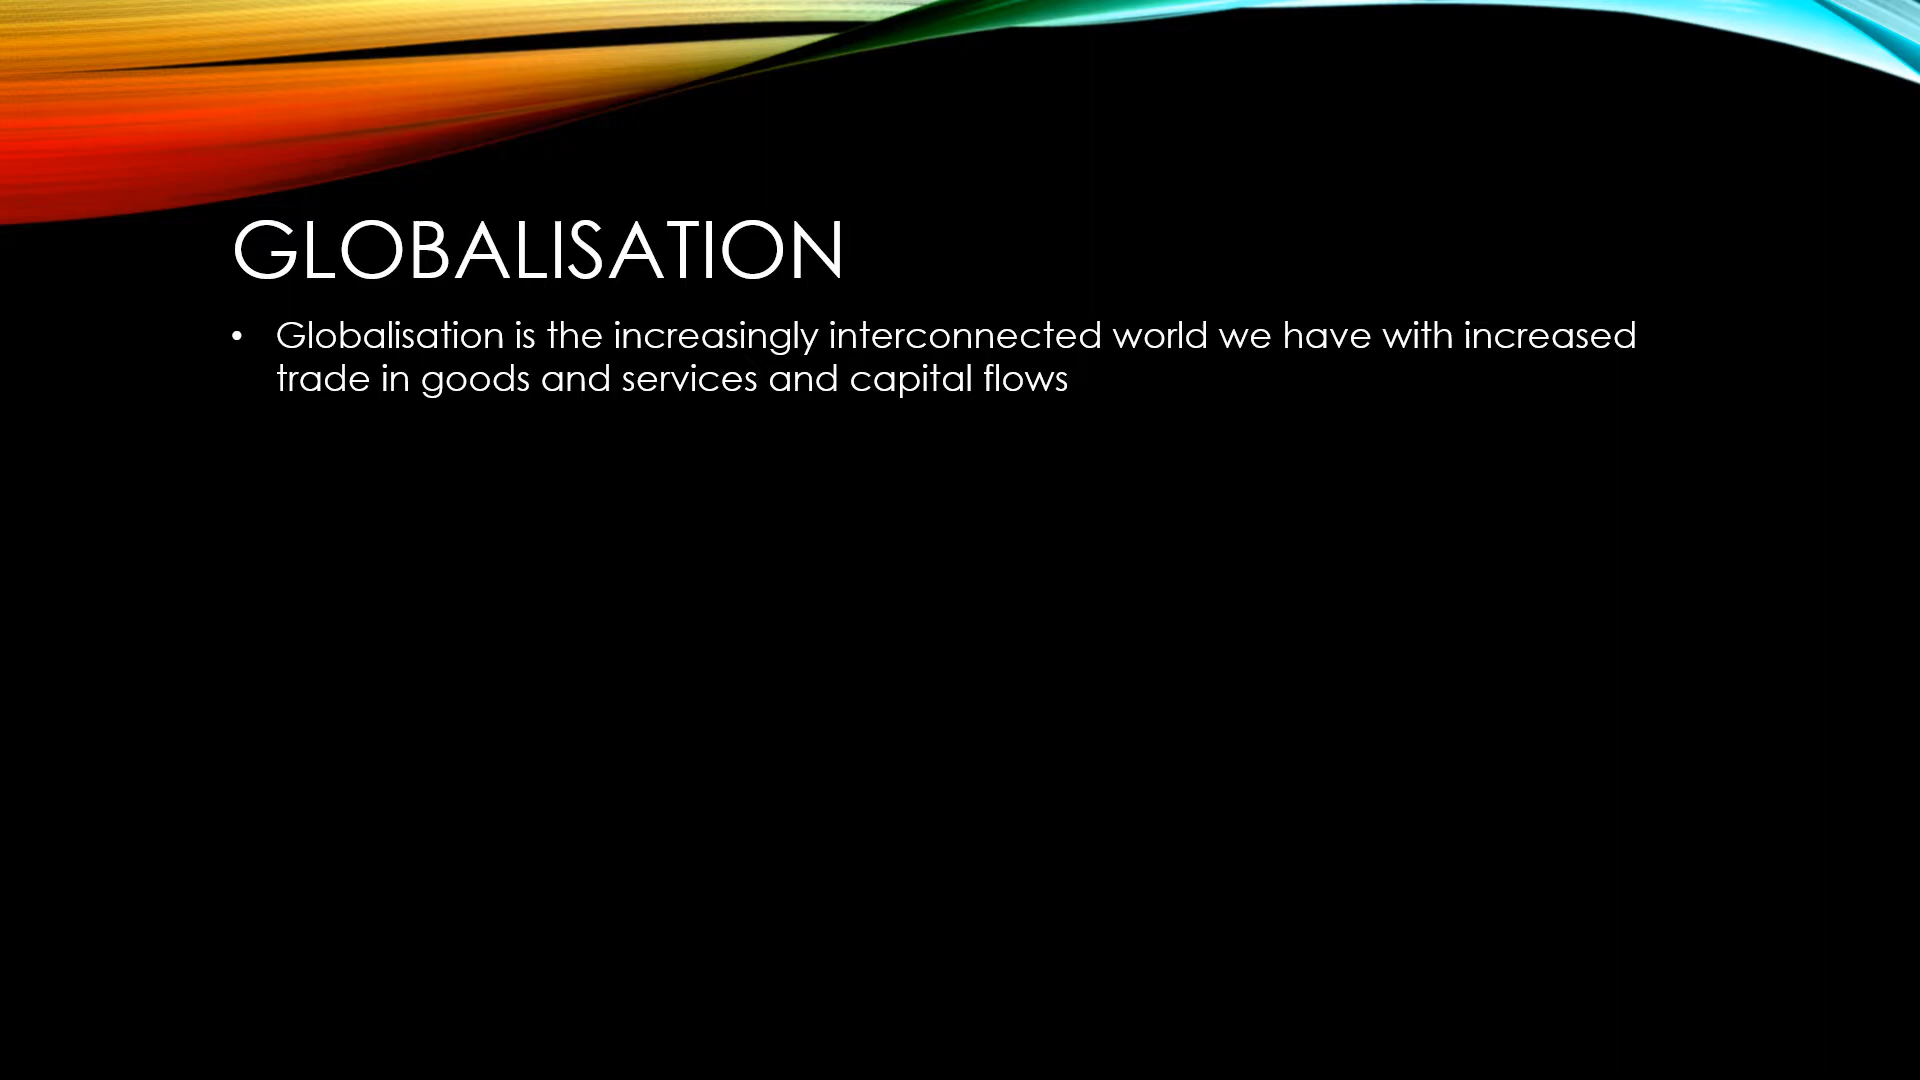 GLOBALISATION
• Globalisation is the increasingly interconnected world we have with increased
trade in goods and services and capital flows